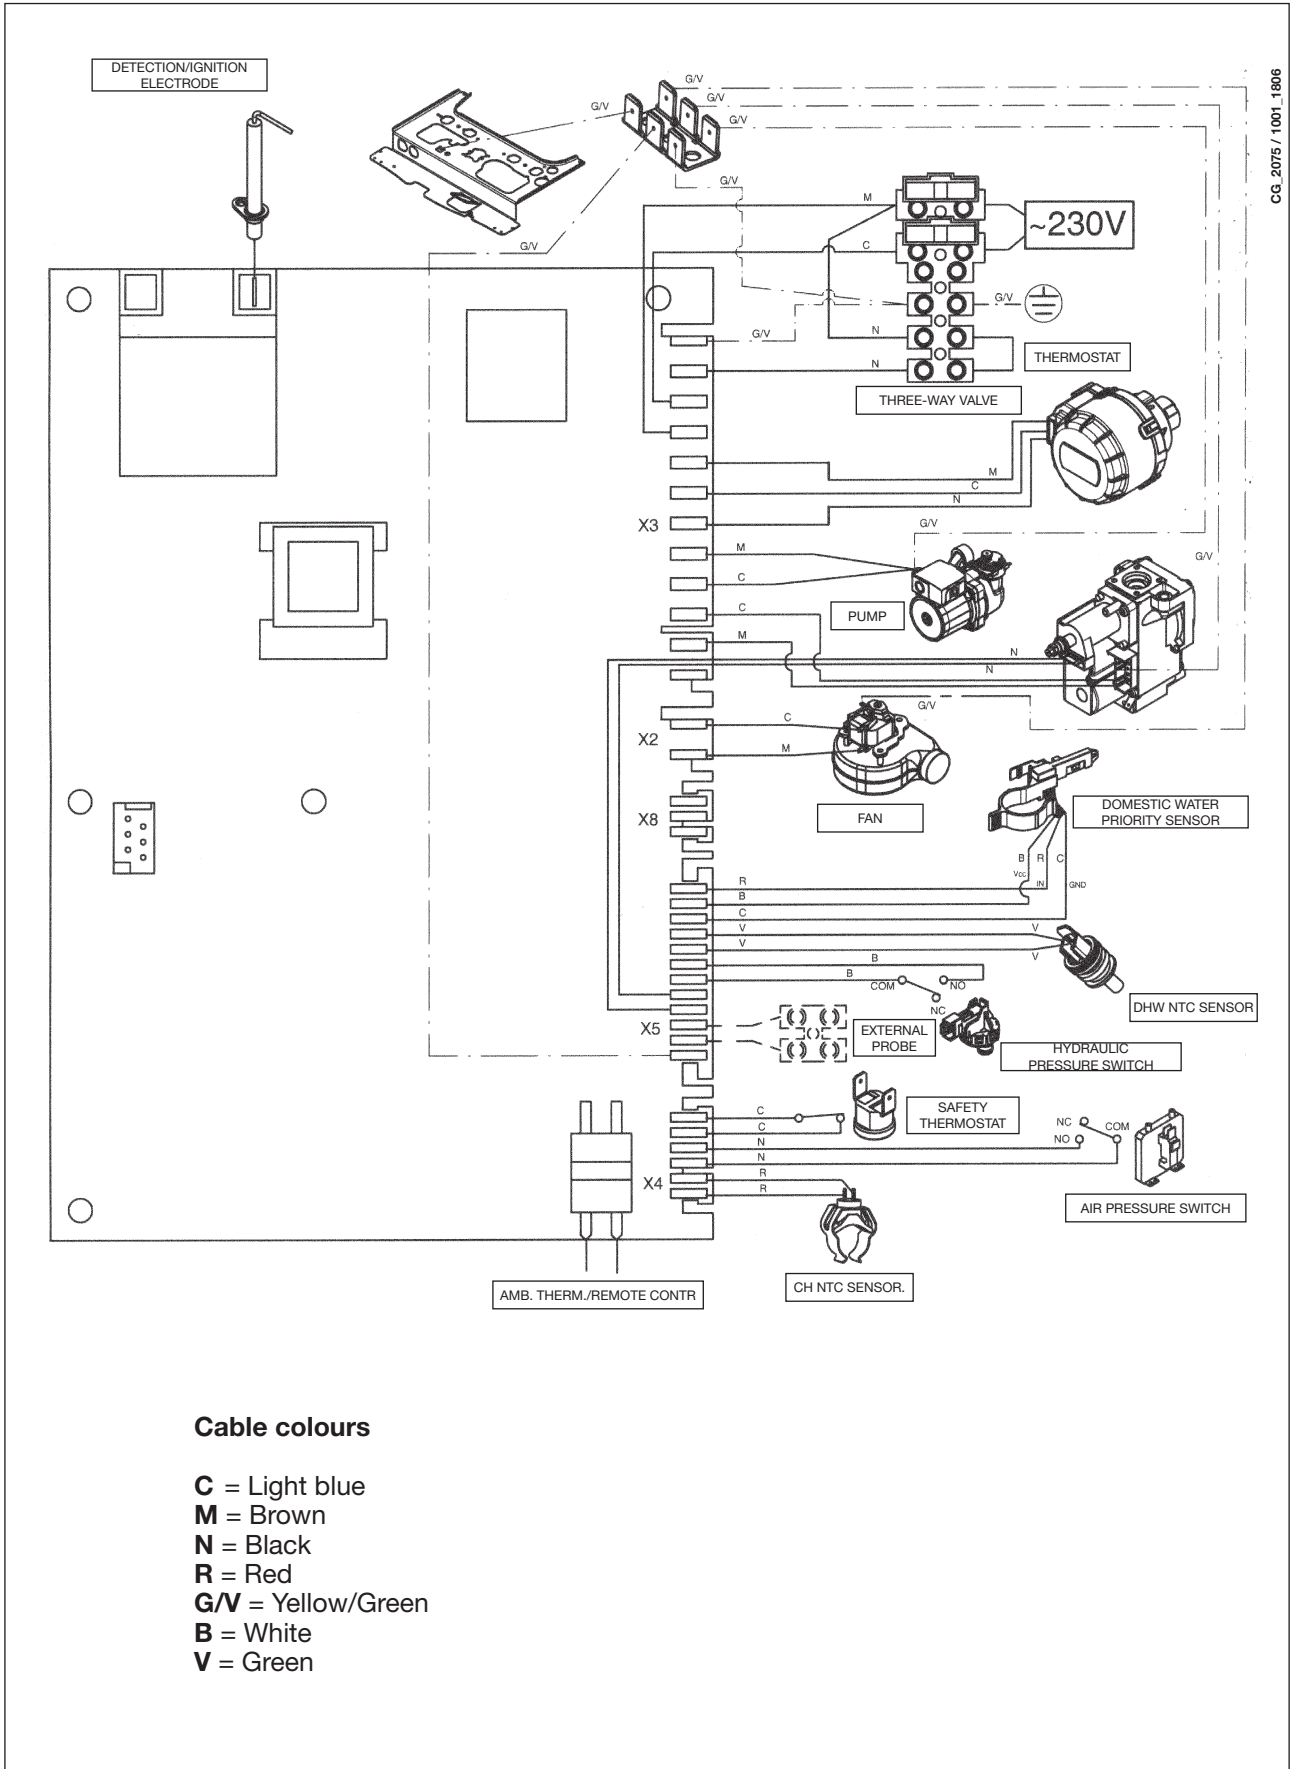 DETECTION/IGNITION
ELECTRODE
CG_2075 / 1001_1806
G/V
G/V
G/V
G/V
G/V
G/V
M
C
~230V
G/V
G/V
N
N
THERMOSTAT
THREE-WAY VALVE
M
C
N
X3
G/V
M
C
G/V
C
PUMP
M
N
N
G/V
X2
C
M
FAN
X8
DOMESTIC WATER
PRIORITY SENSOR
B
R
C
Vcc
IN
GND
R
B
C
V
V
V
V
B
B
COM
NO
NC
DHW NTC SENSOR
X5
EXTERNAL
PROBE
HYDRAULIC
PRESSURE SWITCH
C
C
SAFETY
THERMOSTAT
NC
NO
COM
N
N
X4
R
R
AIR PRESSURE SWITCH
AMB. THERM./REMOTE CONTR
CH NTC SENSOR.
Cable colours
C = Light blue
M = Brown
N = Black
R = Red
G/V = Yellow/Green
B = White
V = Green